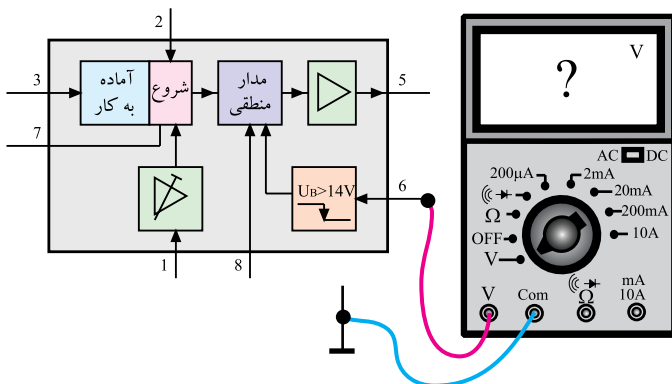 2
3
آماده
به کار
شروع
مدار
منطقی
5
7
U_B>14V
6
1
8
V
?
AC DC
200μA
2mA
20mA
200mA
10A
Ω
OFF
V
V
Com
Ω
mA
10A